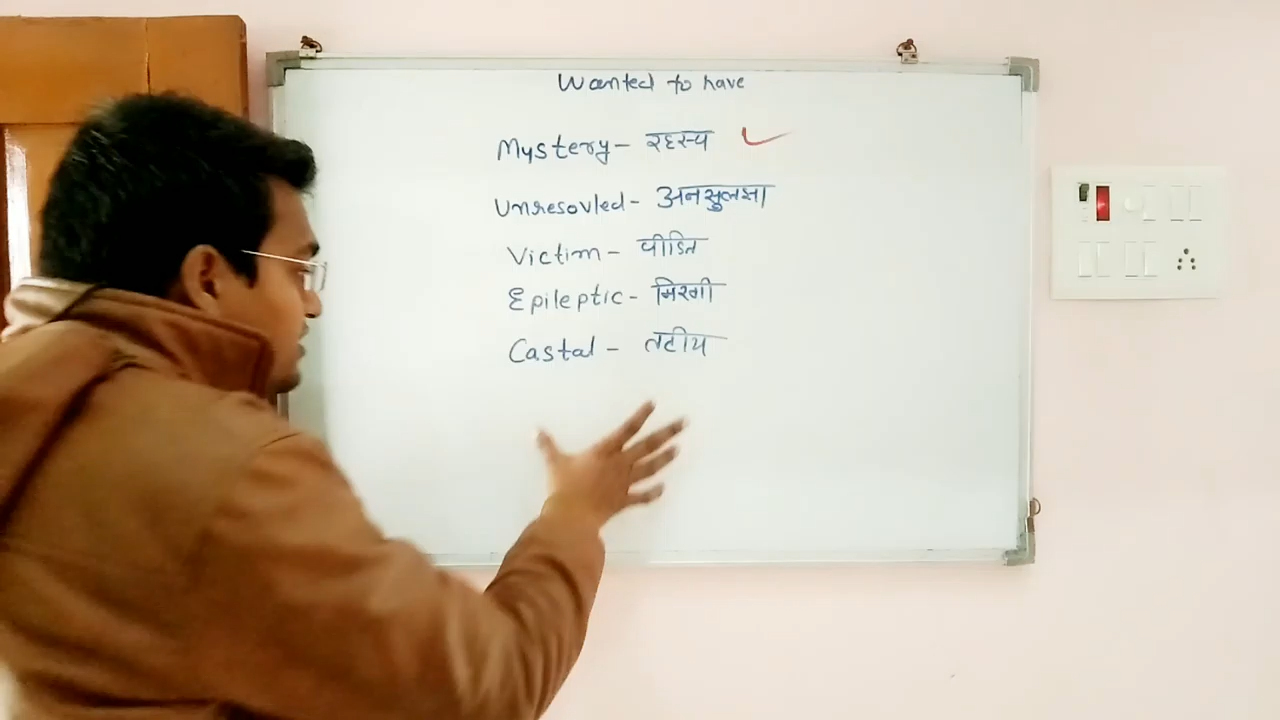 Wanted to have
Mystery - रहस्य
Unresovled - अनसुलझा
Victim - पीडित
Epileptic - मिरगी
Castal - तटीय